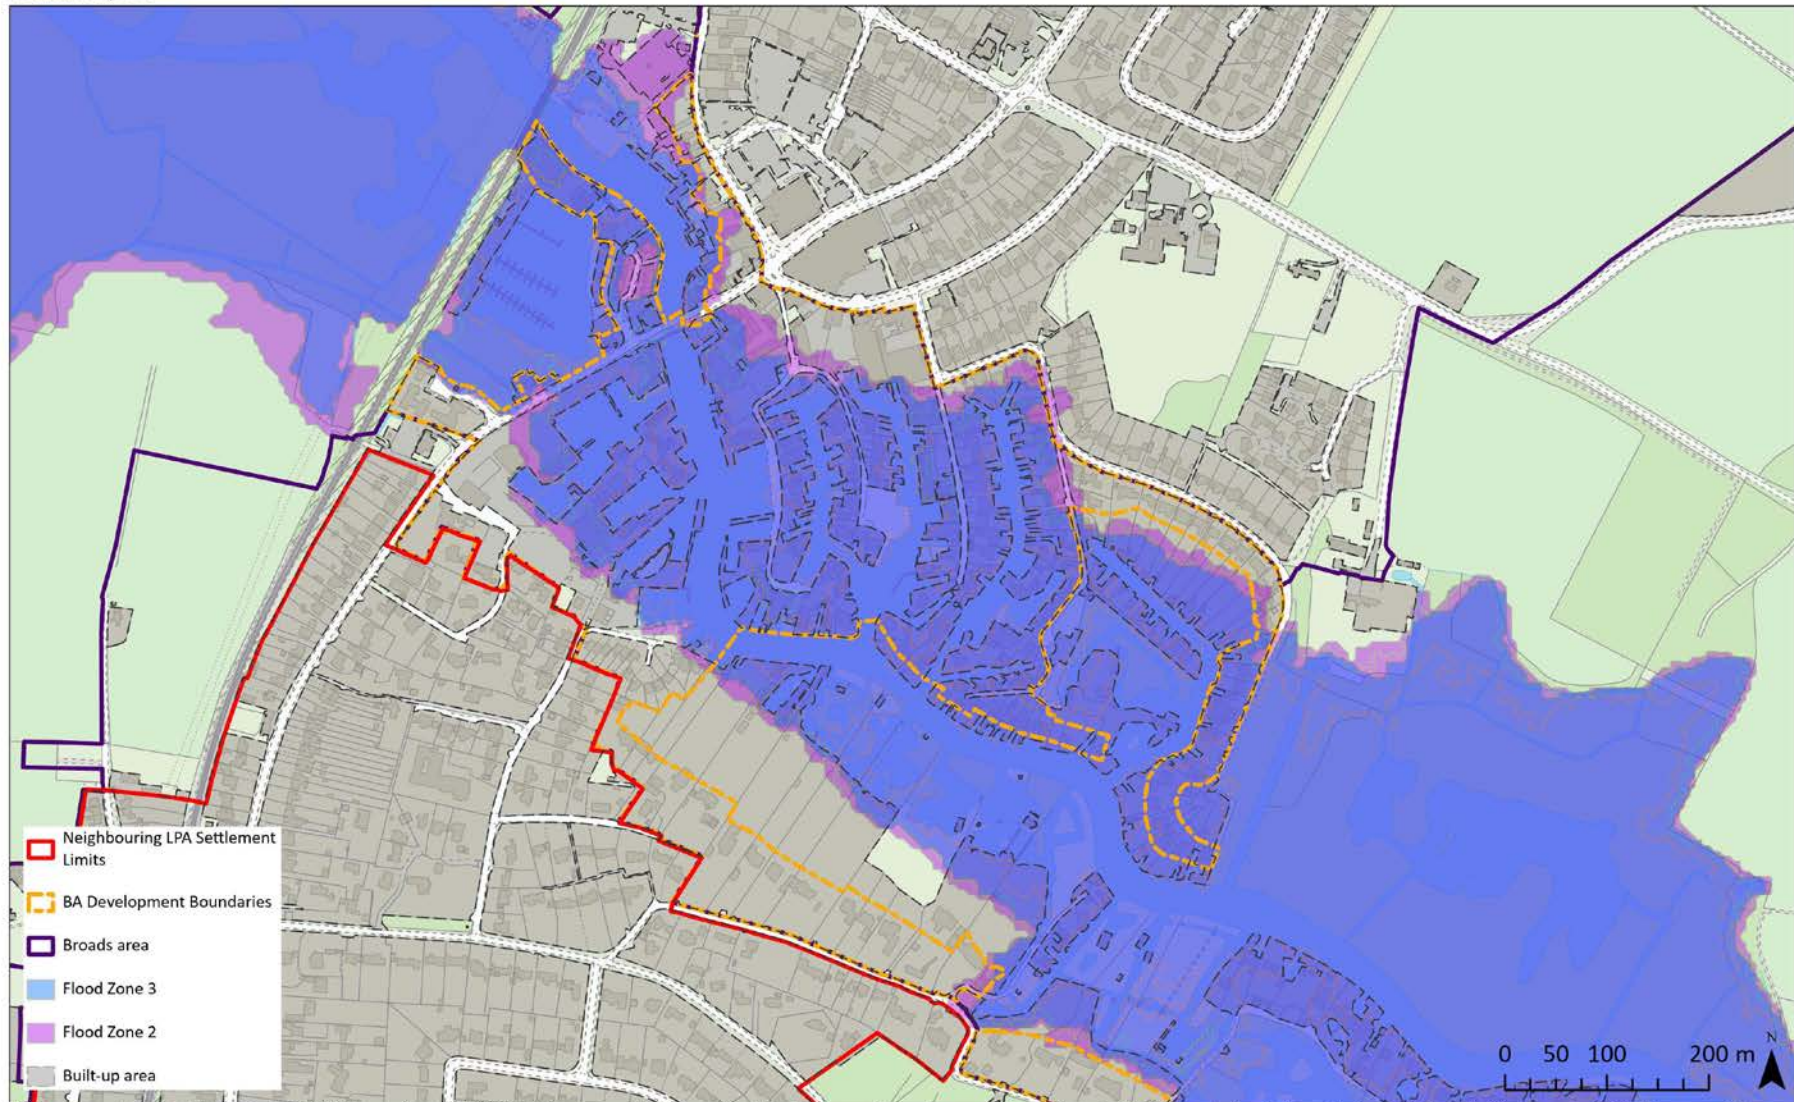 Neighbouring LPA Settlement
Limits
BA Development Boundaries
Broads area
Flood Zone 3
Flood Zone 2
Built-up area
0 50 100 200 m
N